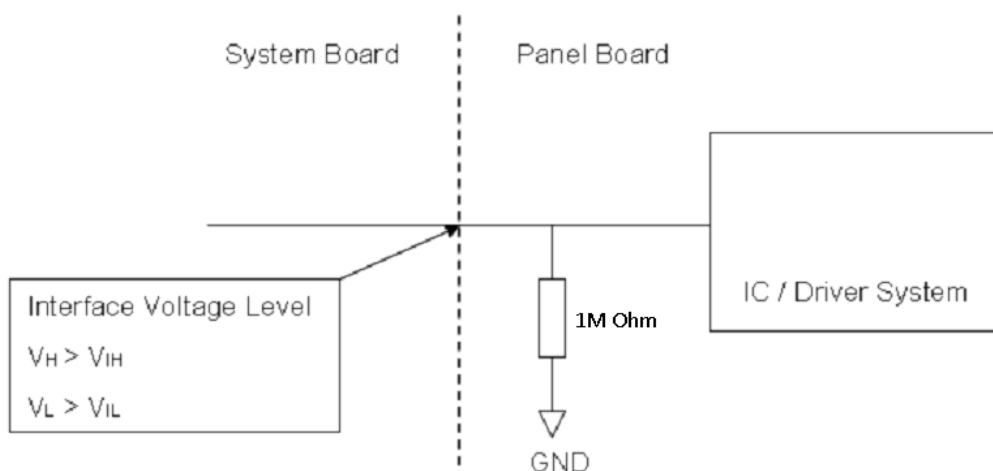 System Board
Panel Board
Interface Voltage Level
VH > VIH
VL > VIL
1M Ohm
IC / Driver System
GND